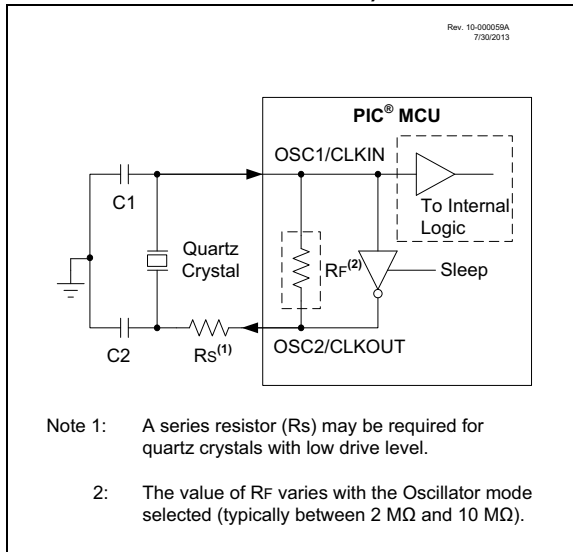 Rev. 10-000059A
7/30/2013
PIC® MCU
OSC1/CLKIN
C1
To Internal
Logic
Quartz
Crystal
RF(2)
Sleep
C2
RS(1)
OSC2/CLKOUT
Note 1: A series resistor (Rs) may be required for
quartz crystals with low drive level.
2: The value of RF varies with the Oscillator mode
selected (typically between 2 MΩ and 10 MΩ).